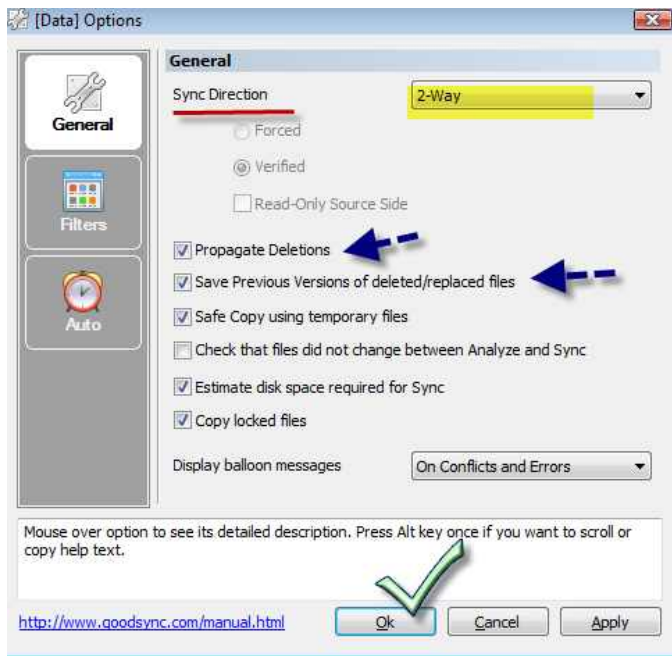 [Data] Options
General
Filters
Auto
General
Sync Direction
2-Way
Forced
Verified
Read-Only Source Side
Propagate Deletions
Save Previous Versions of deleted/replaced files
Safe Copy using temporary files
Check that files did not change between Analyze and Sync
Estimate disk space required for Sync
Copy locked files
Display balloon messages
On Conflicts and Errors
Mouse over option to see its detailed description. Press Alt key once if you want to scroll or
copy help text.
http://www.goodsync.com/manual.html
Ok
Cancel
Apply